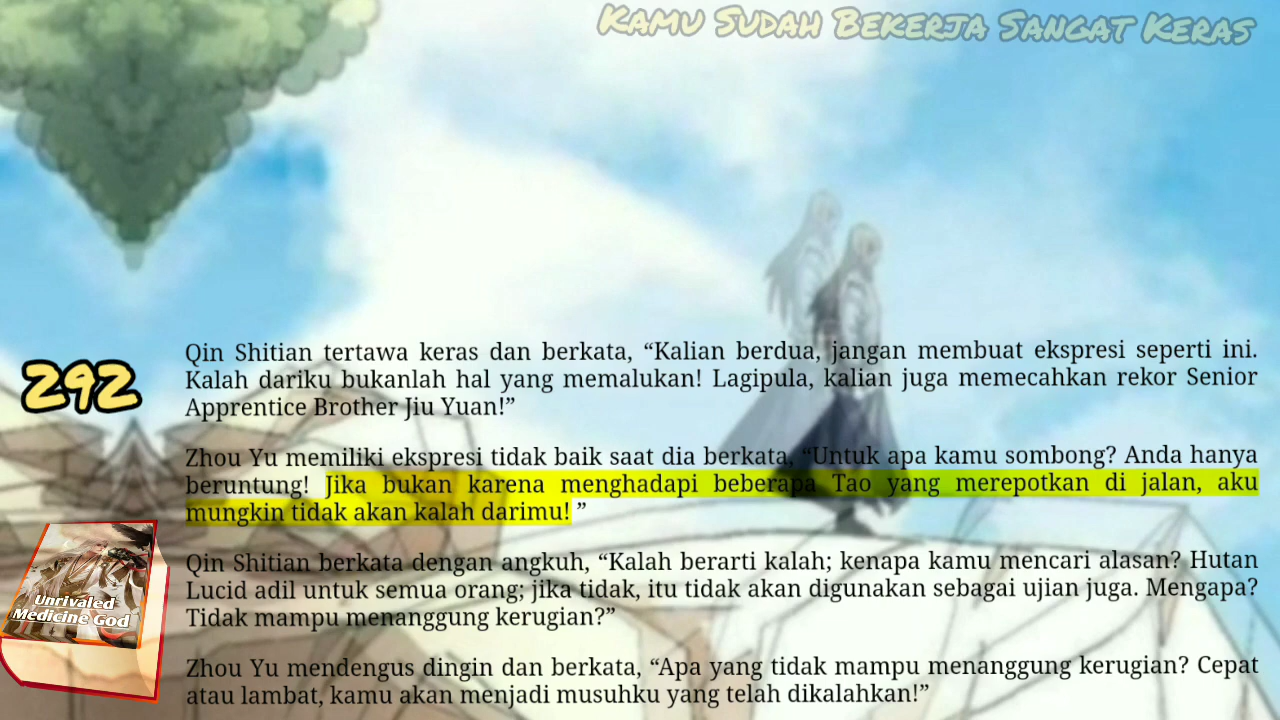 Kamu Sudah Bekerja Sangat Keras
Qin Shitian tertawa keras dan berkata, “Kalian berdua, jangan membuat ekspresi seperti ini.
Kalah dariku bukanlah hal yang memalukan! Lagipula, kalian juga memecahkan rekor Senior
Apprentice Brother Jiu Yuan!”
292
Zhou Yu memiliki ekspresi tidak baik saat dia berkata, “Untuk apa kamu sombong? Anda hanya
beruntung! Jika bukan karena menghadapi beberapa Tao yang merepotkan di jalan, aku
mungkin tidak akan kalah darimu! ”
Qin Shitian berkata dengan angkuh, “Kalah berarti kalah; kenapa kamu mencari alasan? Hutan
Lucid adil untuk semua orang; jika tidak, itu tidak akan digunakan sebagai ujian juga. Mengapa?
Tidak mampu menanggung kerugian?”
Unrivaled
Medicine God
Zhou Yu mendengus dingin dan berkata, “Apa yang tidak mampu menanggung kerugian? Cepat
atau lambat, kamu akan menjadi musuhku yang telah dikalahkan!”